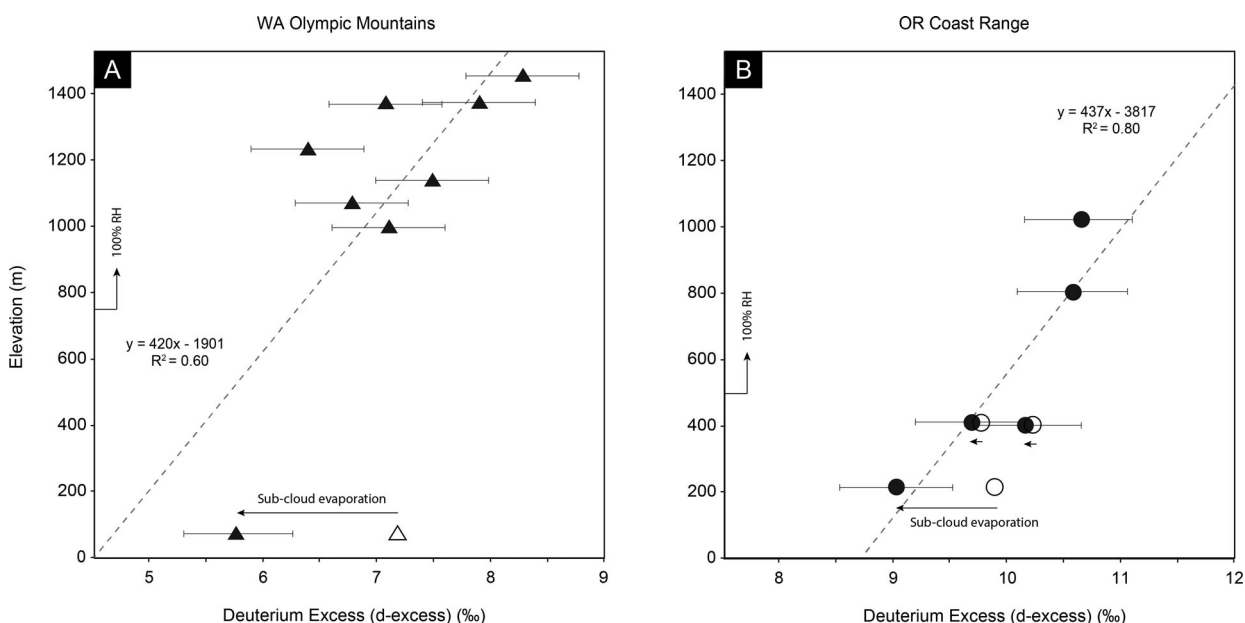 WA Olympic Mountains
A
1400
1200
1000
800
600
400
200
0
Elevation (m)
100% RH
y = 420x - 1901
R² = 0.60
Sub-cloud evaporation
5 6 7 8 9
Deuterium Excess (d-excess) (‰)
OR Coast Range
B
1400
1200
1000
800
600
400
200
0
100% RH
y = 437x - 3817
R² = 0.80
Sub-cloud evaporation
8 9 10 11 12
Deuterium Excess (d-excess) (‰)